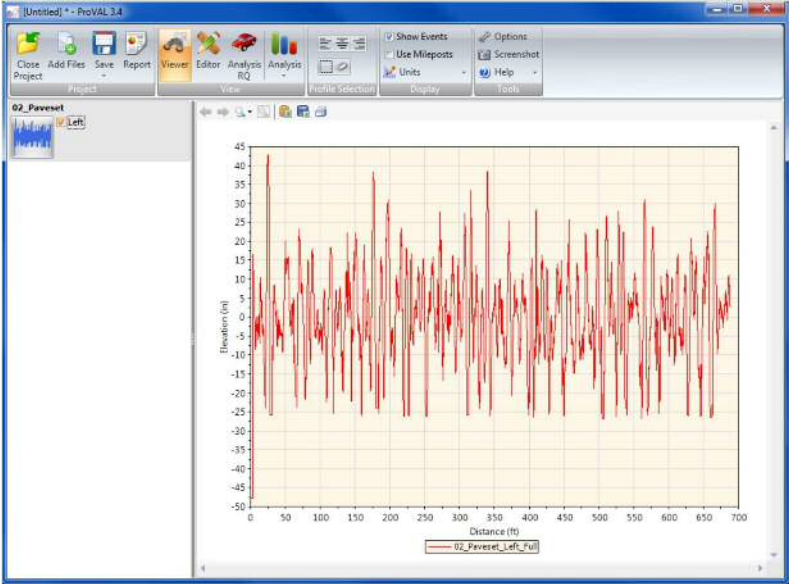 [Untitled] * - ProVAL 3.4
Close Project
Add Files
Save
Report
Project
Viewer
Editor
Analysis RQ
Analysis
View
Profile Selection
Show Events
Use Mileposts
Units
Display
Options
Screenshot
Help
Tools
02_Paveset
Left
45
40
35
30
25
20
15
10
5
0
-5
-10
-15
-20
-25
-30
-35
-40
-45
-50
Elevation (in)
0 50 100 150 200 250 300 350 400 450 500 550 600 650 700
Distance (ft)
02_Paveset_Left_Full